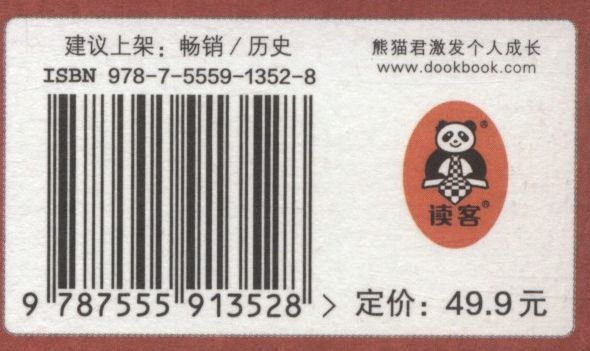 建议上架：畅销／历史
ISBN 978-7-5559-1352-8
熊猫君激发个人成长
www.dookbook.com
读客®
9 787555 913528 >
定价：49.9元